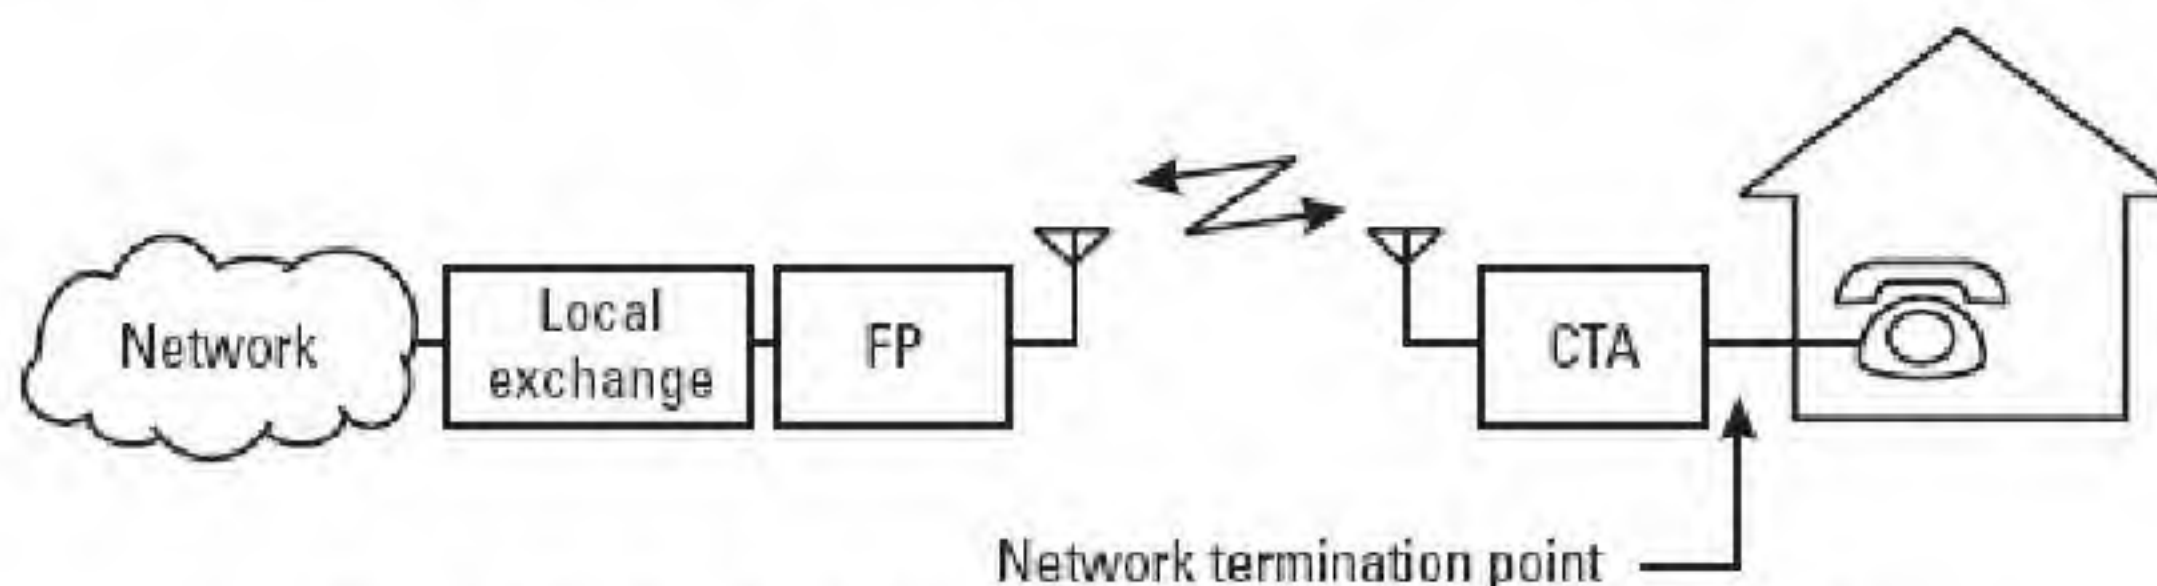 Network
Local
exchange
FP
CTA
Network termination point